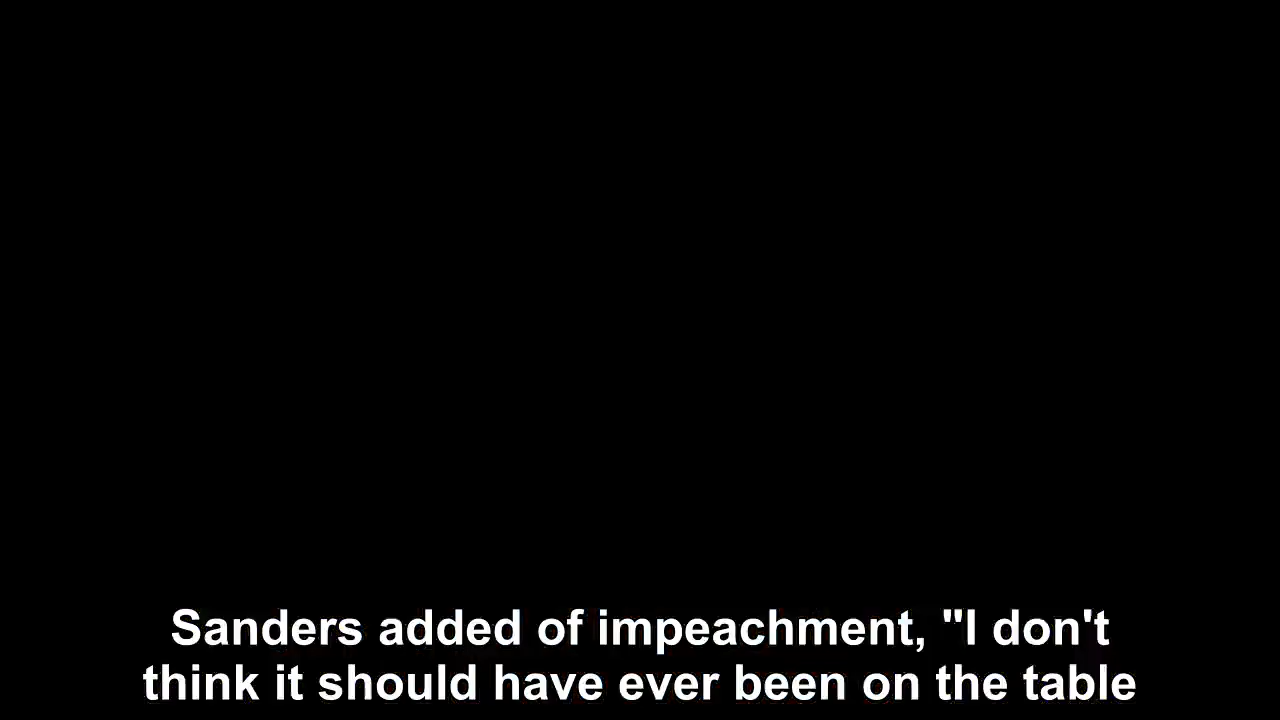 Sanders added of impeachment, "I don't
think it should have ever been on the table